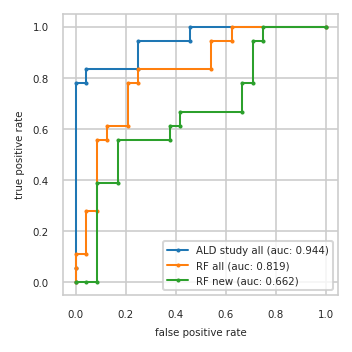 1.0
0.8
0.6
0.4
0.2
0.0
true positive rate
ALD study all (auc: 0.944)
RF all (auc: 0.819)
RF new (auc: 0.662)
0.0 0.2 0.4 0.6 0.8 1.0
false positive rate